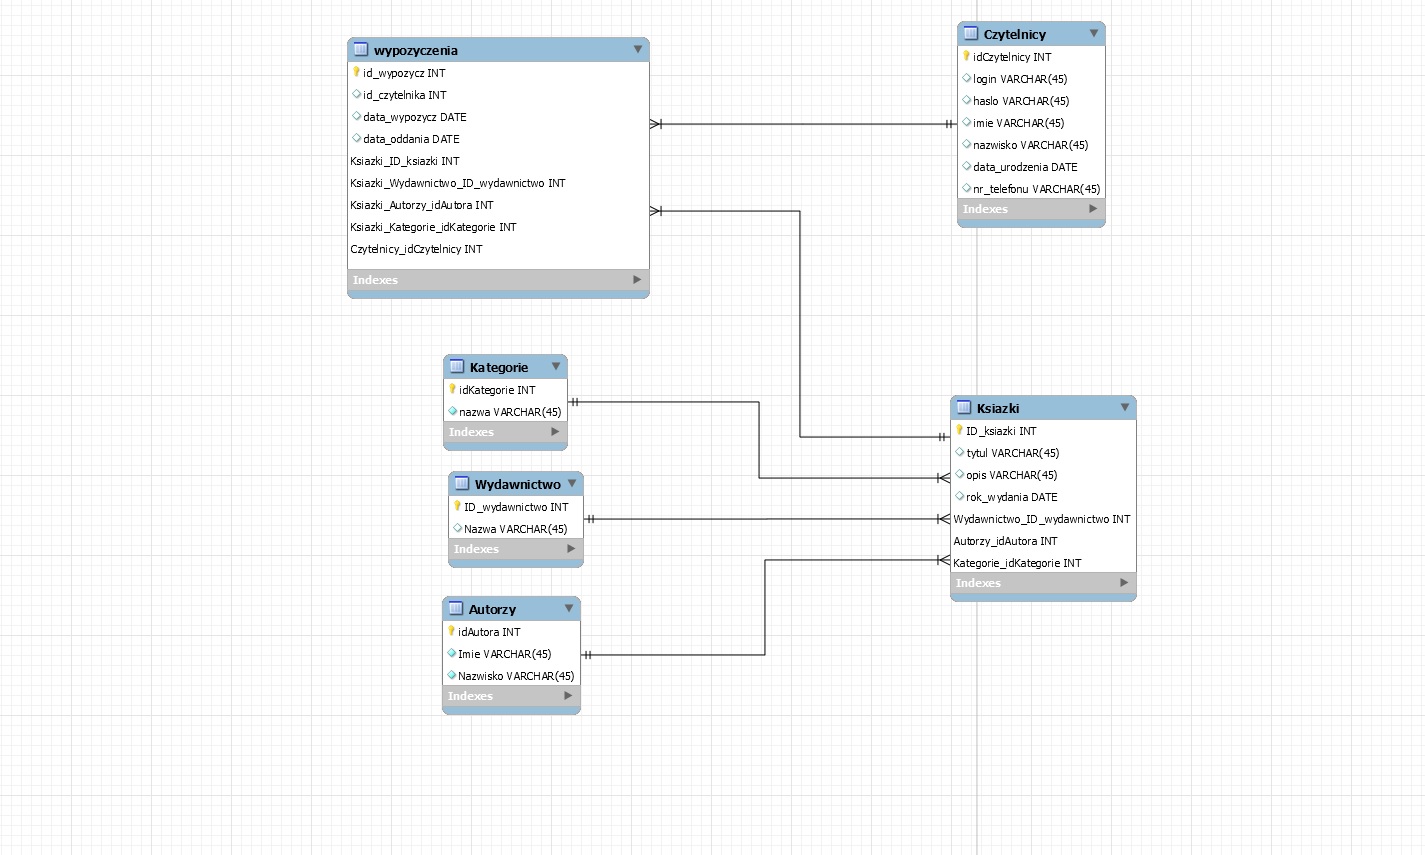 wypozyczenia
id_wypozycz INT
id_czytelnika INT
data_wypozycz DATE
data_oddania DATE
Ksiazki_ID_ksiazki INT
Ksiazki_Wydawnictwo_ID_wydawnictwo INT
Ksiazki_Autorzy_idAutora INT
Ksiazki_Kategorie_idKategorie INT
Czytelnicy_idCzytelnicy INT
Indexes
Czytelnicy
idCzytelnicy INT
login VARCHAR(45)
haslo VARCHAR(45)
imie VARCHAR(45)
nazwisko VARCHAR(45)
data_urodzenia DATE
nr_telefonu VARCHAR(45)
Indexes
Kategorie
idKategorie INT
nazwa VARCHAR(45)
Indexes
Wydawnictwo
ID_wydawnictwo INT
Nazwa VARCHAR(45)
Indexes
Autorzy
idAutora INT
Imie VARCHAR(45)
Nazwisko VARCHAR(45)
Indexes
Ksiazki
ID_ksiazki INT
tytul VARCHAR(45)
opis VARCHAR(45)
rok_wydania DATE
Wydawnictwo_ID_wydawnictwo INT
Autorzy_idAutora INT
Kategorie_idKategorie INT
Indexes